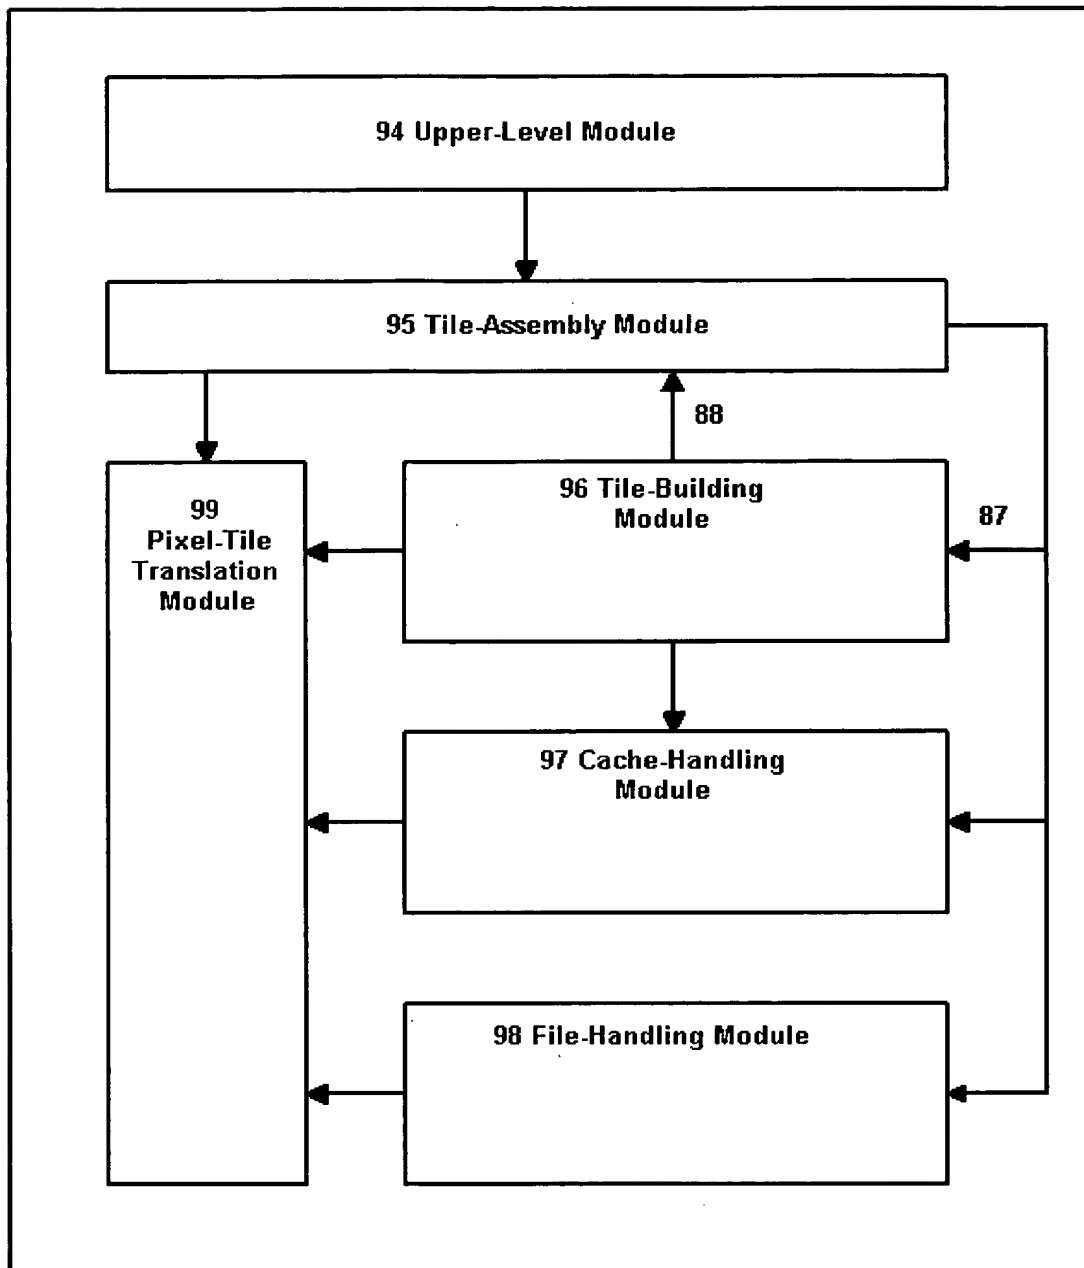 94 Upper-Level Module
95 Tile-Assembly Module
88
96 Tile-Building
Module
87
99
Pixel-Tile
Translation
Module
97 Cache-Handling
Module
98 File-Handling Module